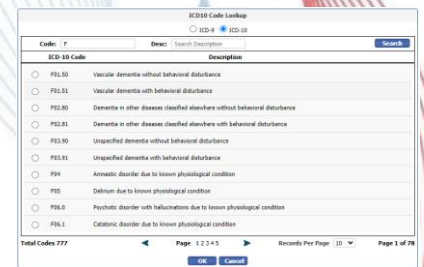 ICD10 Code Lookup
ICD-9 ICD-10
Code: F Desc: Search Description Search
ICD-10 Code Description
F01.50 Vascular dementia without behavioral disturbance
F01.51 Vascular dementia with behavioral disturbance
F02.80 Dementia in other diseases classified elsewhere without behavioral disturbance
F02.81 Dementia in other diseases classified elsewhere with behavioral disturbance
F03.90 Unspecified dementia without behavioral disturbance
F03.91 Unspecified dementia with behavioral disturbance
F04 Amnestic disorder due to known physiological condition
F05 Delirium due to known physiological condition
F06.0 Psychotic disorder with hallucinations due to known physiological condition
F06.1 Catatonic disorder due to known physiological condition
Total Codes 777 Page 1 2 3 4 5 Records Per Page 10 Page 1 of 78
OK Cancel